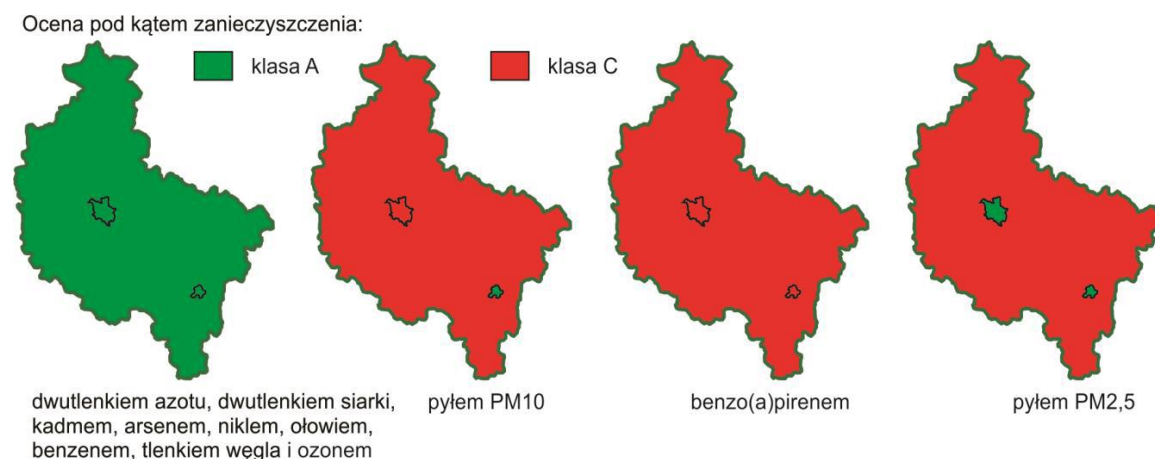 Ocena pod kątem zanieczyszczenia:
klasa A
klasa C
dwutlenkiem azotu, dwutlenkiem siarki,
kadmem, arsenem, niklem, ołowiem,
benzenem, tlenkiem węgla i ozonem
pyłem PM10
benzo(a)pirenem
pyłem PM2,5